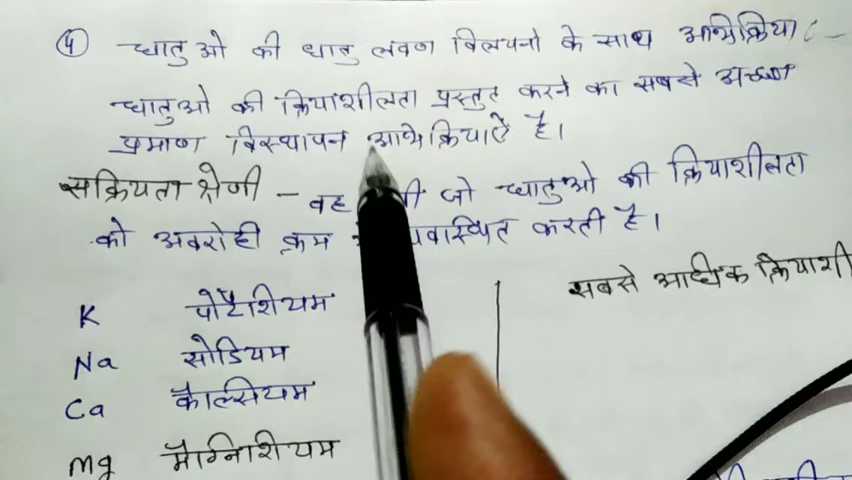 ④ धातुओ की धातु लवण विलयनो के साथ अभिक्रिया :-
धातुओ की क्रियाशीलता प्रस्तुत करने का सबसे अच्छा
प्रमाण विस्थापन अभिक्रियाऐं है।
सक्रियता श्रेणी - वह जो धातुओ की क्रियाशीलता
को अवरोही क्रम करती है।
सबसे अधिक क्रियाशी
K पोटैशियम
Na सोडियम
Ca कैल्सियम
Mg मैग्निशियम